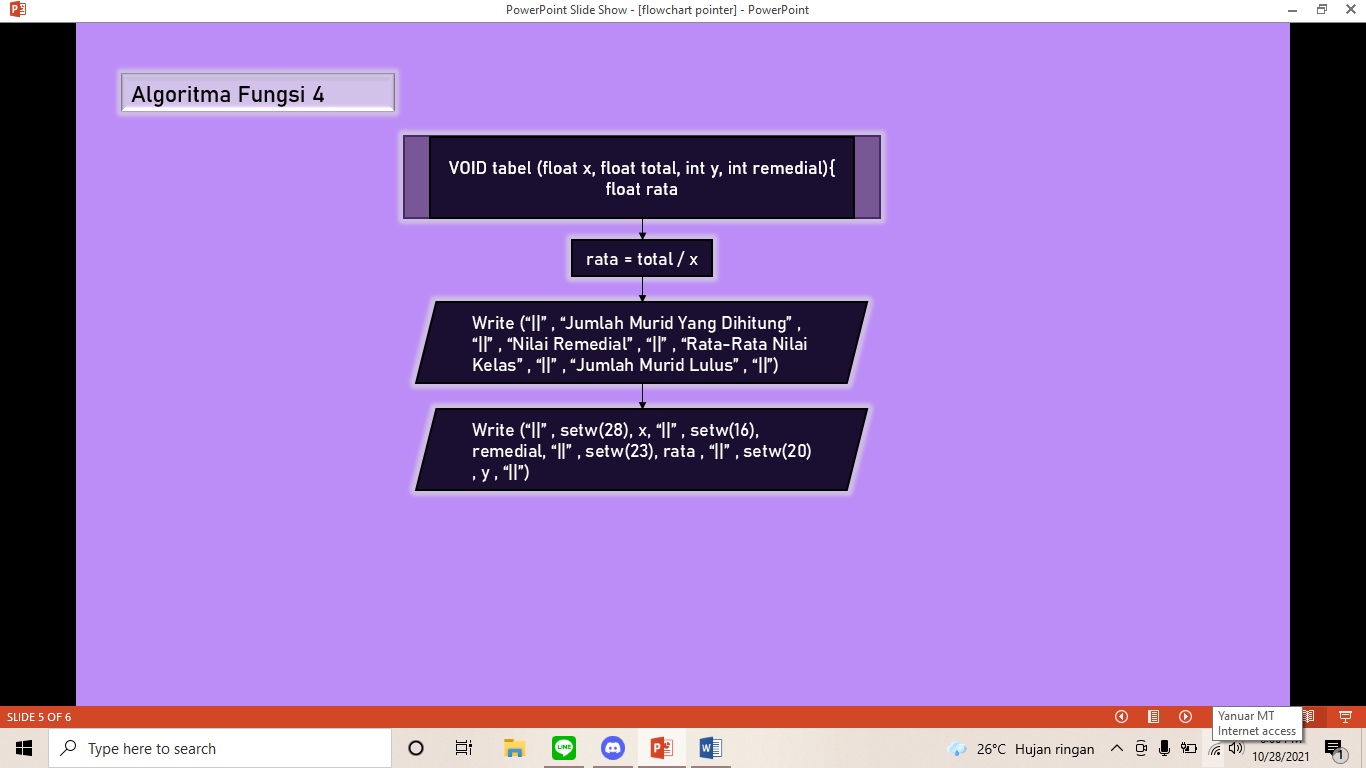 PowerPoint Slide Show - [flowchart pointer] - PowerPoint
Algoritma Fungsi 4
VOID tabel (float x, float total, int y, int remedial){
float rata
rata = total / x
Write (“||” , “Jumlah Murid Yang Dihitung” ,
“||” , “Nilai Remedial” , “||” , “Rata-Rata Nilai
Kelas” , “||” , “Jumlah Murid Lulus” , “||”)
Write (“||” , setw(28), x, “||” , setw(16),
remedial, “||” , setw(23), rata , “||” , setw(20)
, y , “||”)
SLIDE 5 OF 6
Yanuar MT
Internet access
Type here to search
26°C Hujan ringan
10/28/2021
1